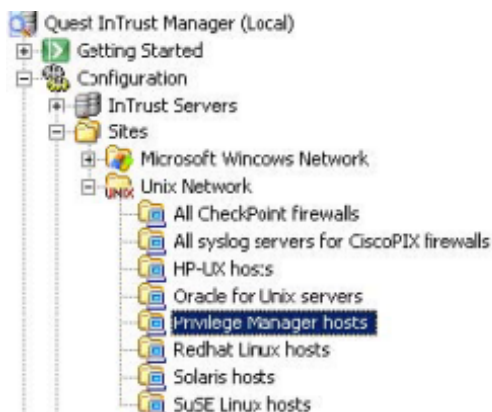 Quest InTrust Manager (Local)
Getting Started
Configuration
InTrust Servers
Sites
Microsoft Windows Network
UNIX Unix Network
All CheckPoint firewalls
All syslog servers for CiscoPIX firewalls
HP-UX hosts
Oracle for Unix servers
Privilege Manager hosts
Redhat Linux hosts
Solaris hosts
SuSE Linux hosts